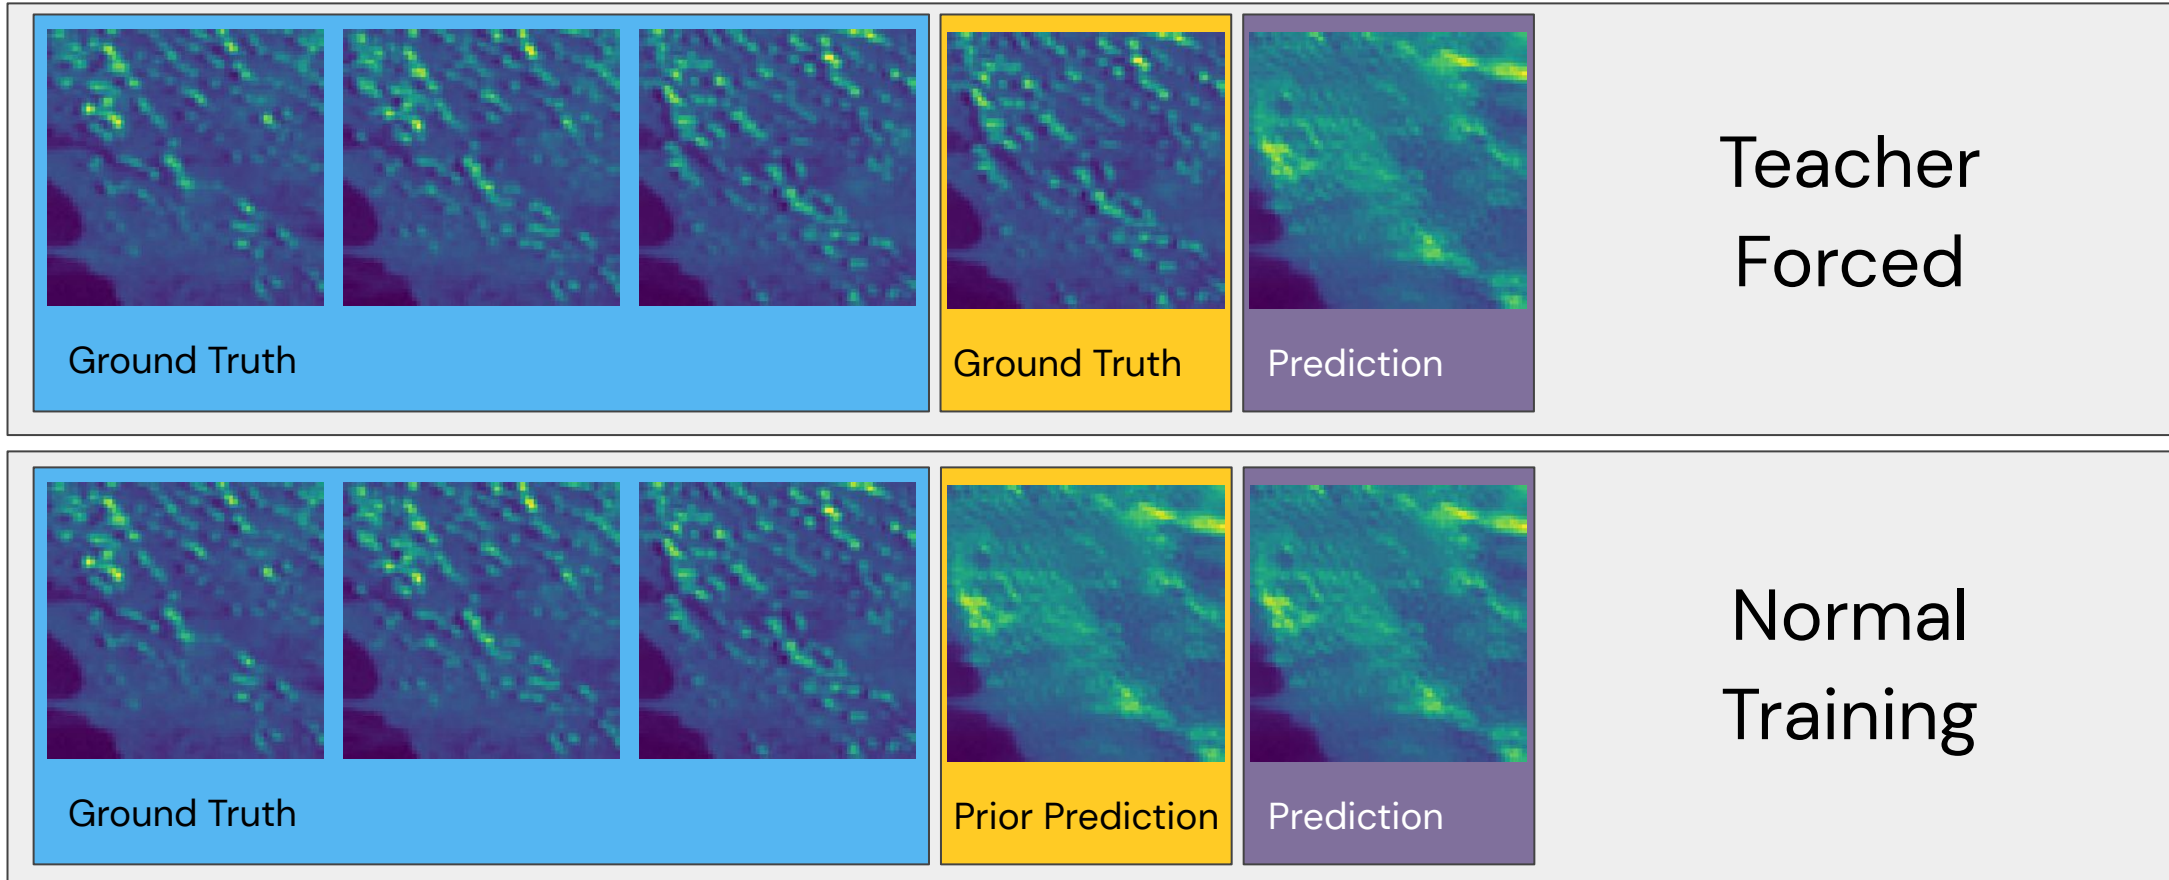 Ground Truth
Ground Truth
Prediction
Teacher
Forced
Ground Truth
Prior Prediction
Prediction
Normal
Training